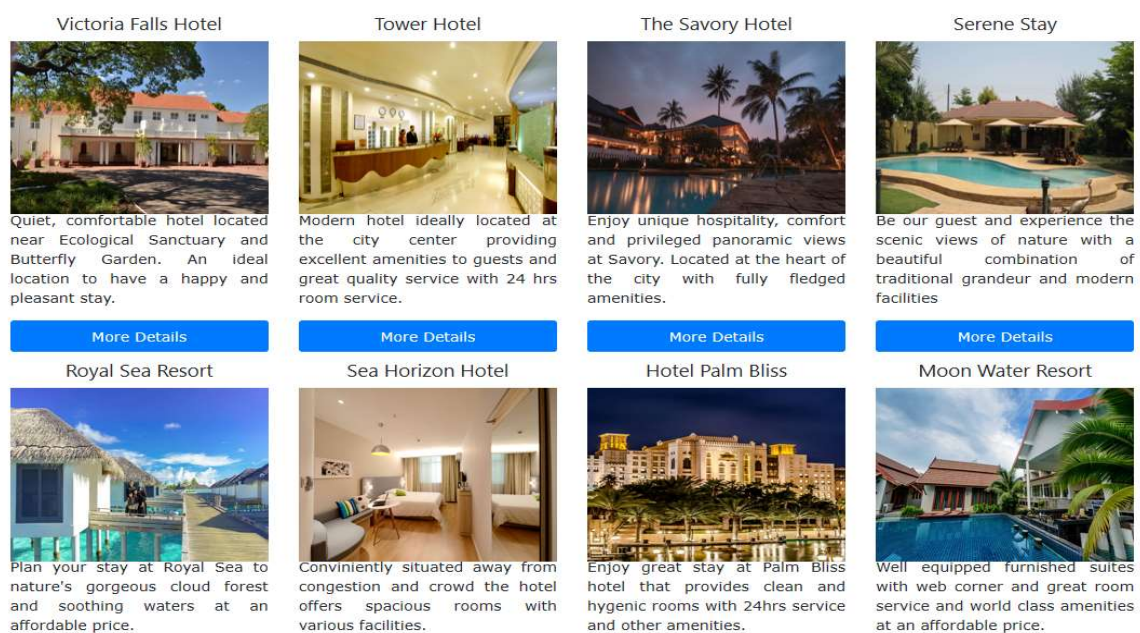 Victoria Falls Hotel
Quiet, comfortable hotel located
near Ecological Sanctuary and
Butterfly Garden. An ideal
location to have a happy and
pleasant stay.
More Details
Tower Hotel
Modern hotel ideally located at
the city center providing
excellent amenities to guests and
great quality service with 24 hrs
room service.
More Details
The Savory Hotel
Enjoy unique hospitality, comfort
and privileged panoramic views
at Savory. Located at the heart of
the city with fully fledged
amenities.
More Details
Serene Stay
Be our guest and experience the
scenic views of nature with a
beautiful combination of
traditional grandeur and modern
facilities
More Details
Royal Sea Resort
Plan your stay at Royal Sea to
nature's gorgeous cloud forest
and soothing waters at an
affordable price.
Sea Horizon Hotel
Conviniently situated away from
congestion and crowd the hotel
offers spacious rooms with
various facilities.
Hotel Palm Bliss
Enjoy great stay at Palm Bliss
hotel that provides clean and
hygenic rooms with 24hrs service
and other amenities.
Moon Water Resort
Well equipped furnished suites
with web corner and great room
service and world class amenities
at an affordable price.